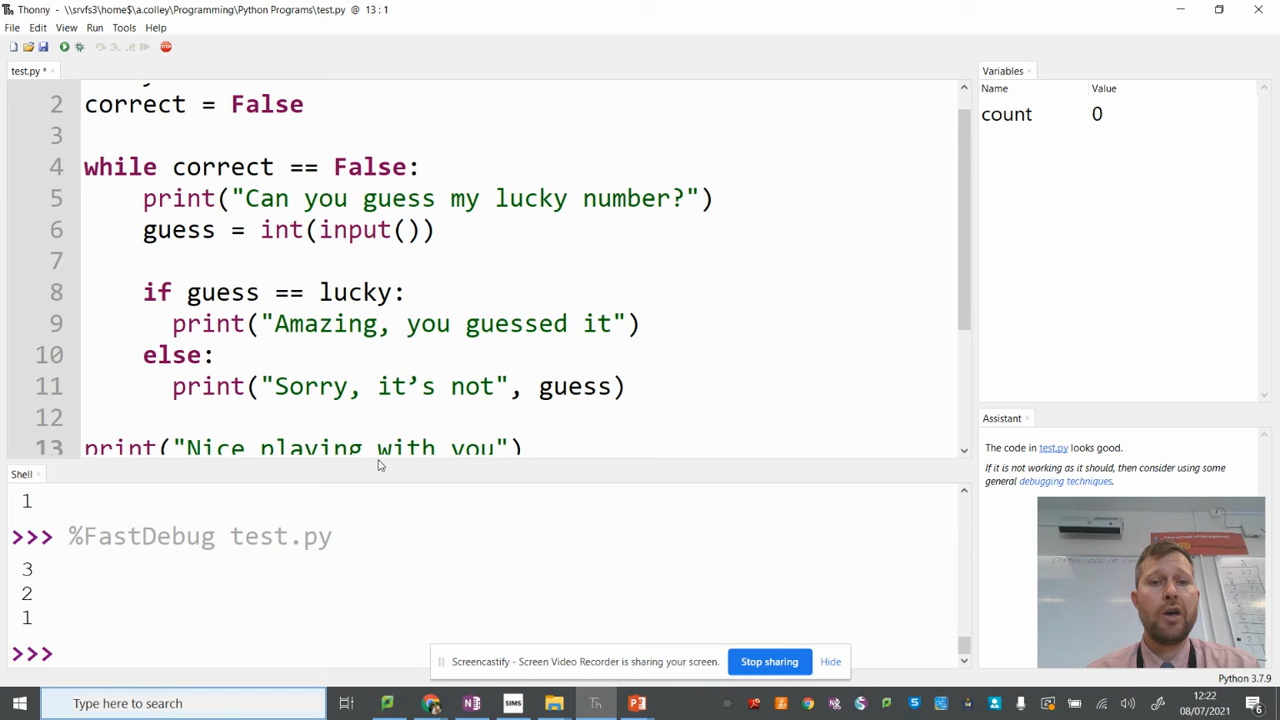 Thonny - \\srvfs3\home$\a.colley\Programming\Python Programs\test.py @ 13 : 1
File Edit View Run Tools Help
test.py *
2 correct = False
3
4 while correct == False:
5 print("Can you guess my lucky number?")
6 guess = int(input())
7
8 if guess == lucky:
9 print("Amazing, you guessed it")
10 else:
11 print("Sorry, it’s not", guess)
12
13 print("Nice playing with you")
Shell
1
>>> %FastDebug test.py
3
2
1
>>>
Variables
Name Value
count 0
Assistant
The code in test.py looks good.
If it is not working as it should, then consider using some
general debugging techniques.
Screencastify - Screen Video Recorder is sharing your screen.
Stop sharing
Hide
Python 3.7.9
Type here to search
SIMS
Th
12:22
08/07/2021
6